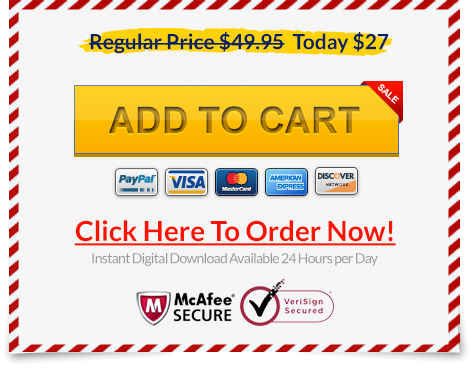 Regular Price $49.95 Today $27
SALE
ADD TO CART
PayPal VISA MasterCard AMERICAN EXPRESS DISCOVER NETWORK
Click Here To Order Now!
Instant Digital Download Available 24 Hours per Day
McAfee® SECURE VeriSign Secured